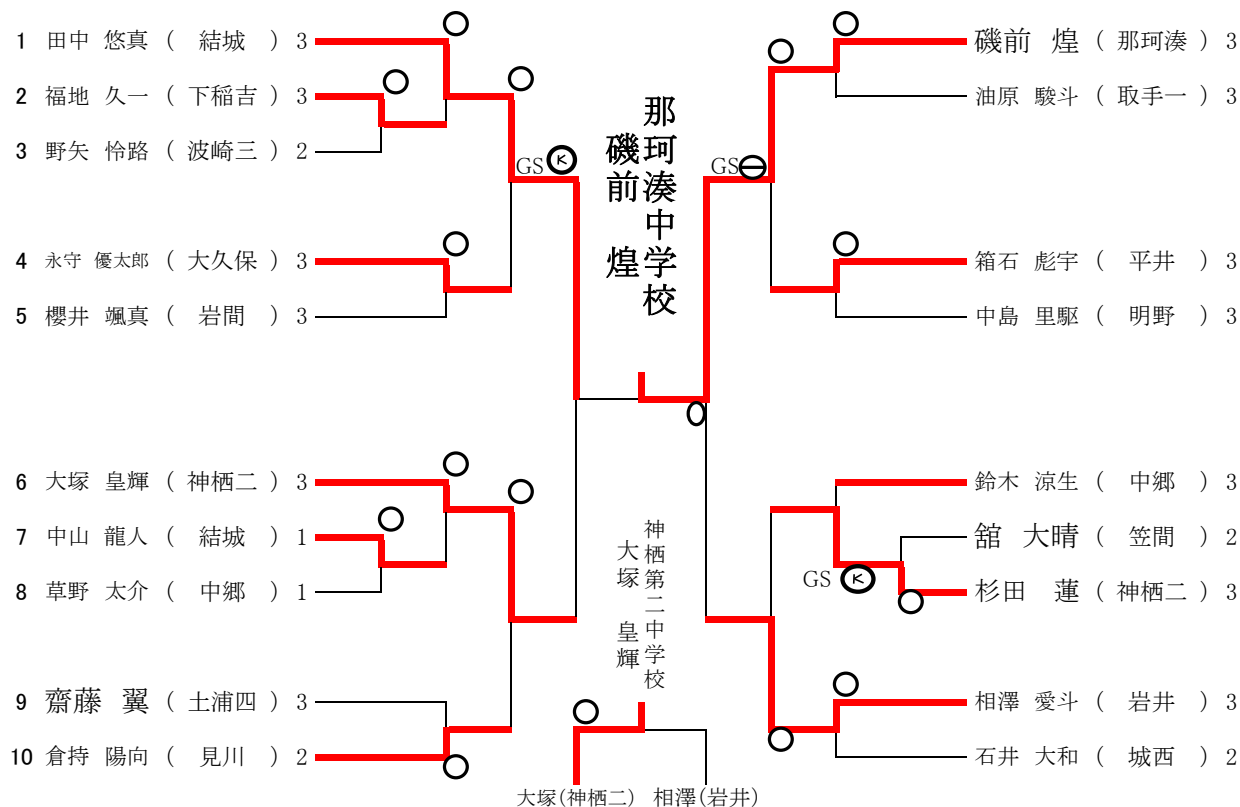 1 田中 悠真 ( 結城 ) 3
2 福地 久一 ( 下稲吉 ) 3
3 野矢 怜路 ( 波崎三 ) 2
4 永守 優太郎 ( 大久保 ) 3
5 櫻井 颯真 ( 岩間 ) 3
6 大塚 皇輝 ( 神栖二 ) 3
7 中山 龍人 ( 結城 ) 1
8 草野 太介 ( 中郷 ) 1
9 齋藤 翼 ( 土浦四 ) 3
10 倉持 陽向 ( 見川 ) 2
GS K
那珂湊中学校
磯前 煌
GS
神栖第二中学校
大塚 皇輝
大塚(神栖二) 相澤(岩井)
磯前 煌 ( 那珂湊 ) 3
油原 駿斗 ( 取手一 ) 3
箱石 彪宇 ( 平井 ) 3
中島 里駆 ( 明野 ) 3
鈴木 涼生 ( 中郷 ) 3
舘 大晴 ( 笠間 ) 2
GS K
杉田 蓮 ( 神栖二 ) 3
相澤 愛斗 ( 岩井 ) 3
石井 大和 ( 城西 ) 2